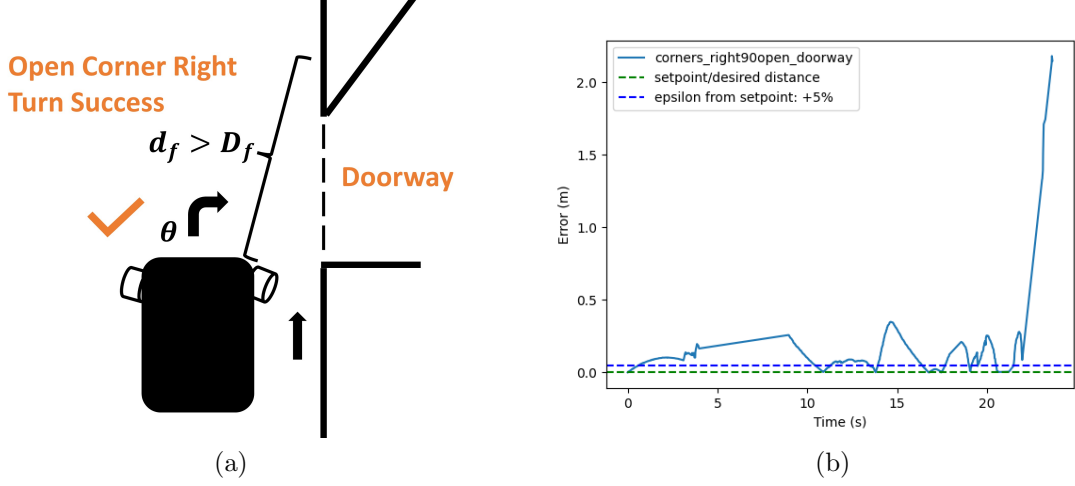 Open Corner Right
Turn Success
d_f > D_f
Doorway
θ
(a)
corners_right90open_doorway
setpoint/desired distance
epsilon from setpoint: +5%
Error (m)
2.0
1.5
1.0
0.5
0.0
0
5
10
15
20
Time (s)
(b)